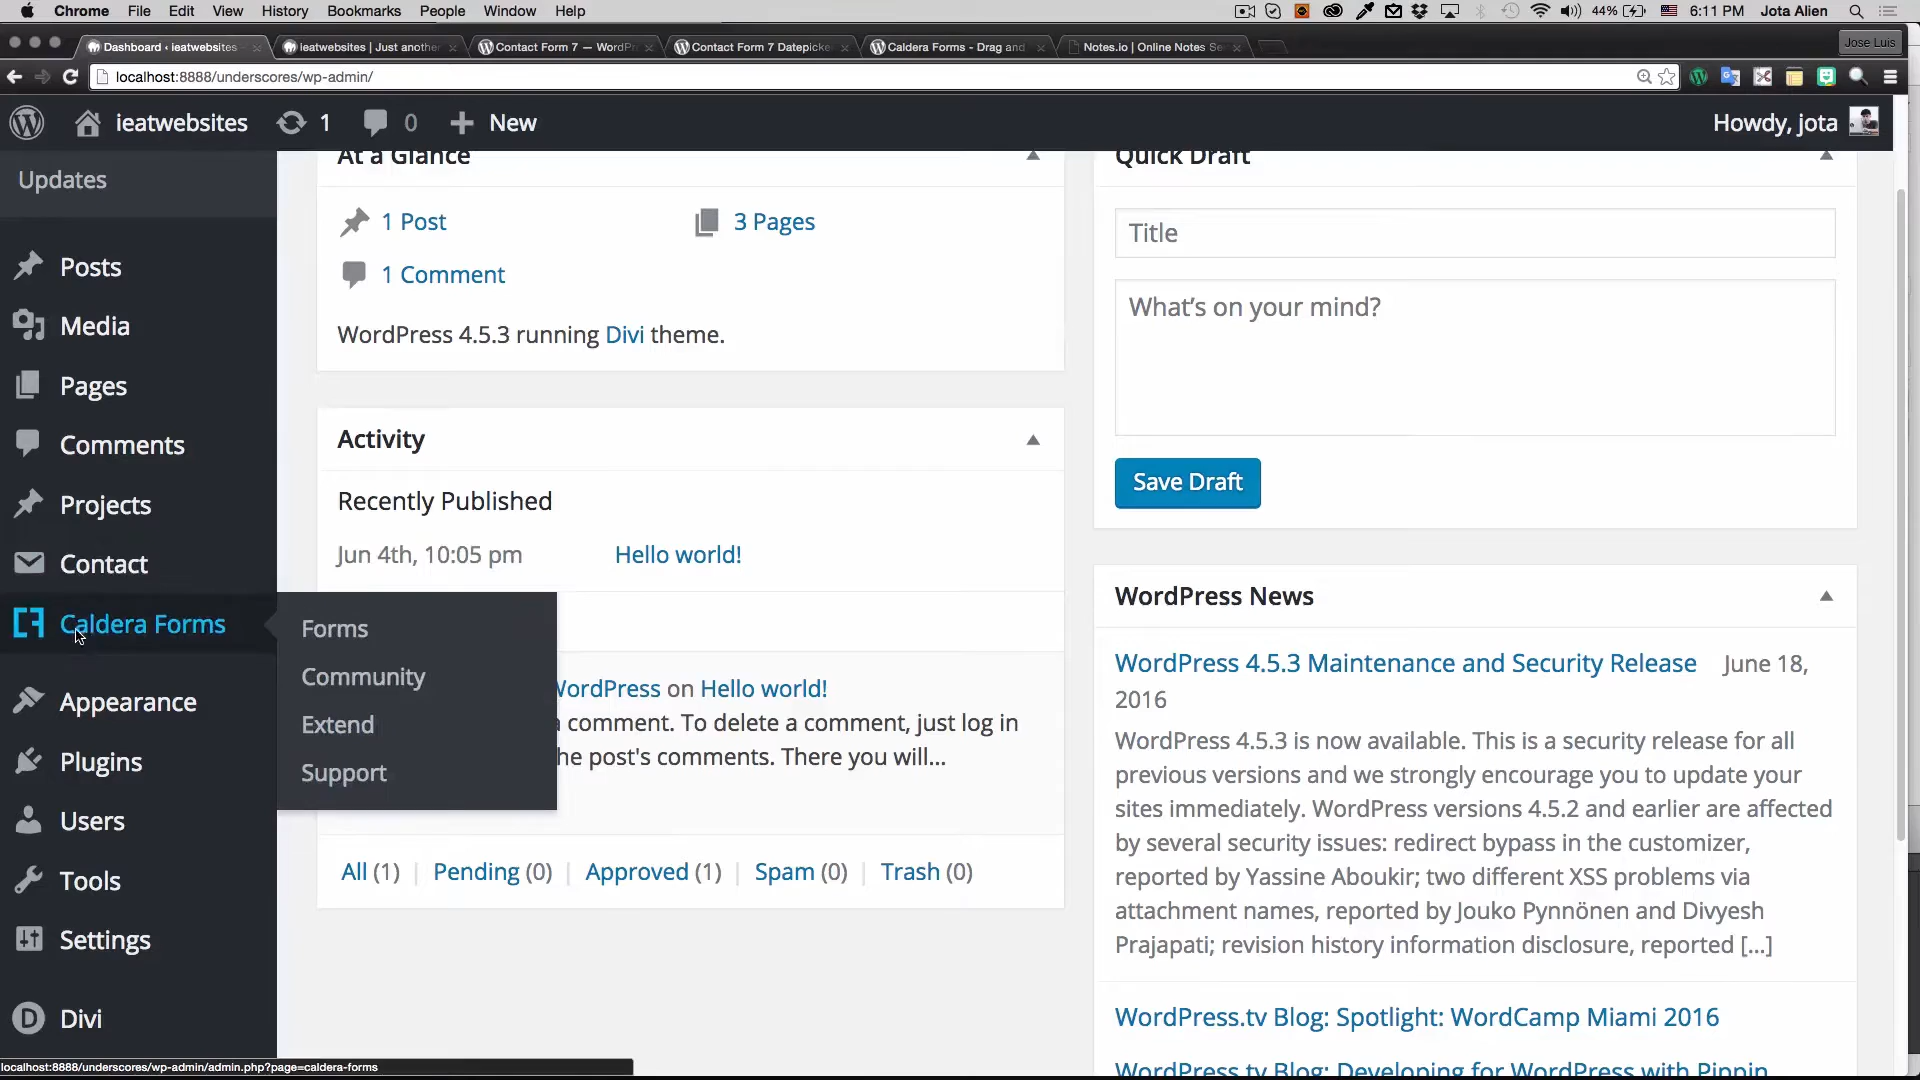 Chrome File Edit View History Bookmarks People Window Help 44% 6:11 PM Jota Alien
Dashboard ‹ ieatwebsites
ieatwebsites | Just another
Contact Form 7 — WordPr
Contact Form 7 Datepicke
Caldera Forms - Drag and
Notes.io | Online Notes Se
Jose Luis
localhost:8888/underscores/wp-admin/
ieatwebsites 1 0 New Howdy, jota
Updates
Posts
Media
Pages
Comments
Projects
Contact
Caldera Forms
Appearance
Plugins
Users
Tools
Settings
Divi
Forms
Community
Extend
Support
At a Glance
1 Post
3 Pages
1 Comment
WordPress 4.5.3 running Divi theme.
Activity
Recently Published
Jun 4th, 10:05 pm Hello world!
WordPress on Hello world!
a comment. To delete a comment, just log in
he post's comments. There you will...
All (1) | Pending (0) | Approved (1) | Spam (0) | Trash (0)
Quick Draft
Title
What's on your mind?
Save Draft
WordPress News
WordPress 4.5.3 Maintenance and Security Release June 18,
2016
WordPress 4.5.3 is now available. This is a security release for all
previous versions and we strongly encourage you to update your
sites immediately. WordPress versions 4.5.2 and earlier are affected
by several security issues: redirect bypass in the customizer,
reported by Yassine Aboukir; two different XSS problems via
attachment names, reported by Jouko Pynnönen and Divyesh
Prajapati; revision history information disclosure, reported [...]
WordPress.tv Blog: Spotlight: WordCamp Miami 2016
WordPress.tv Blog: Developing for WordPress with Pippin
localhost:8888/underscores/wp-admin/admin.php?page=caldera-forms